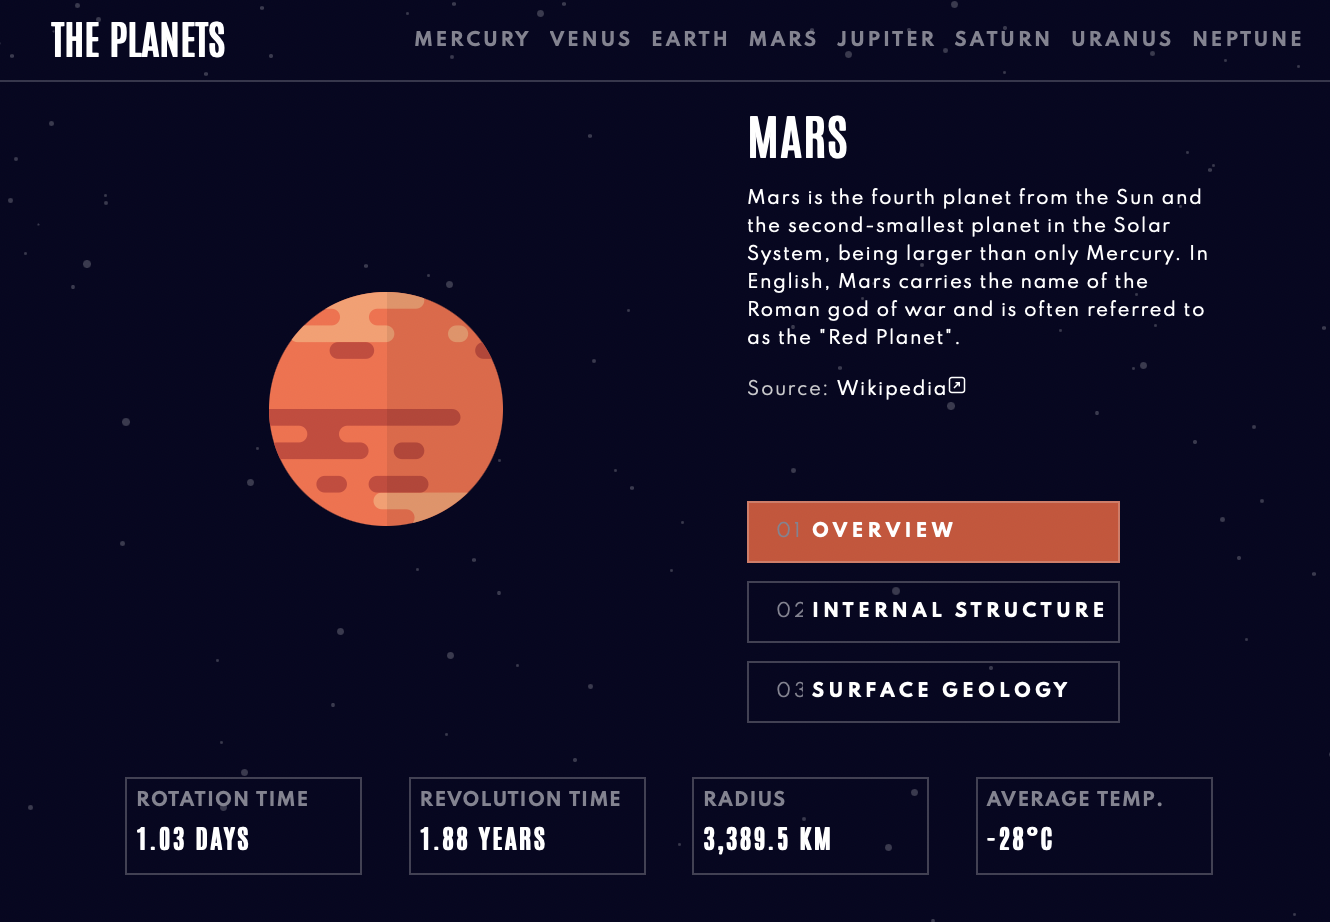 THE PLANETS
MERCURY VENUS EARTH MARS JUPITER SATURN URANUS NEPTUNE
MARS
Mars is the fourth planet from the Sun and
the second-smallest planet in the Solar
System, being larger than only Mercury. In
English, Mars carries the name of the
Roman god of war and is often referred to
as the "Red Planet".
Source: Wikipedia
01 OVERVIEW
02 INTERNAL STRUCTURE
03 SURFACE GEOLOGY
ROTATION TIME
1.03 DAYS
REVOLUTION TIME
1.88 YEARS
RADIUS
3,389.5 KM
AVERAGE TEMP.
-28°C